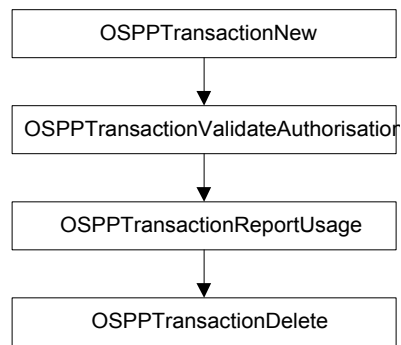 OSPPTransactionNew
OSPPTransactionValidateAuthorisation
OSPPTransactionReportUsage
OSPPTransactionDelete